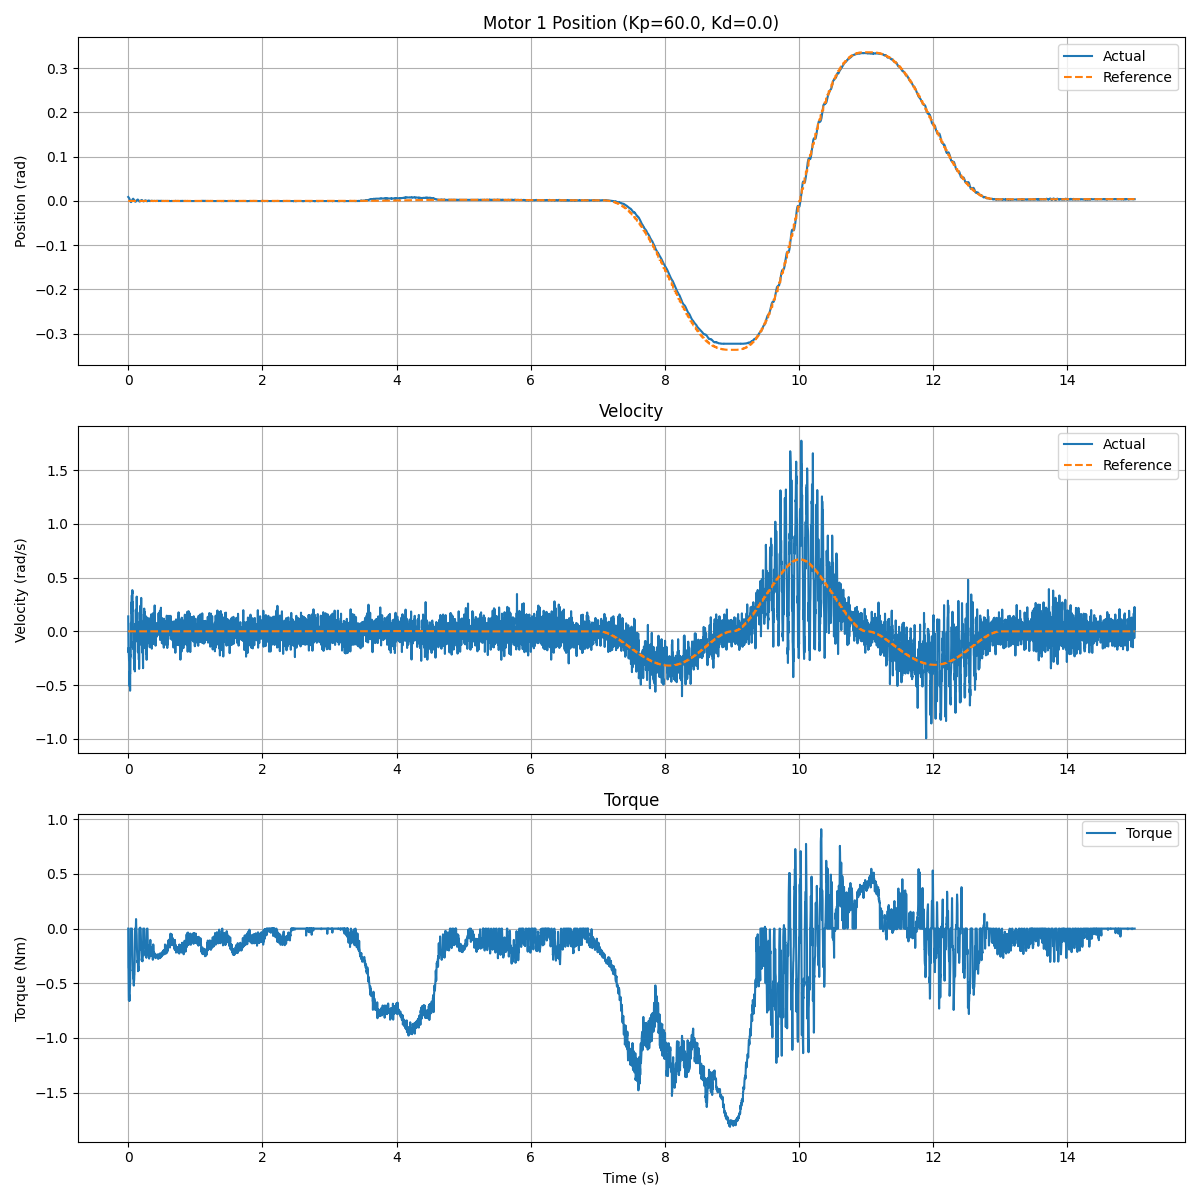 Motor 1 Position (Kp=60.0, Kd=0.0)
Position (rad)
0.3
0.2
0.1
0.0
−0.1
−0.2
−0.3
Actual
Reference
0 2 4 6 8 10 12 14
Velocity
Velocity (rad/s)
1.5
1.0
0.5
0.0
−0.5
−1.0
Actual
Reference
0 2 4 6 8 10 12 14
Torque
Torque (Nm)
1.0
0.5
0.0
−0.5
−1.0
−1.5
Torque
0 2 4 6 8 10 12 14
Time (s)